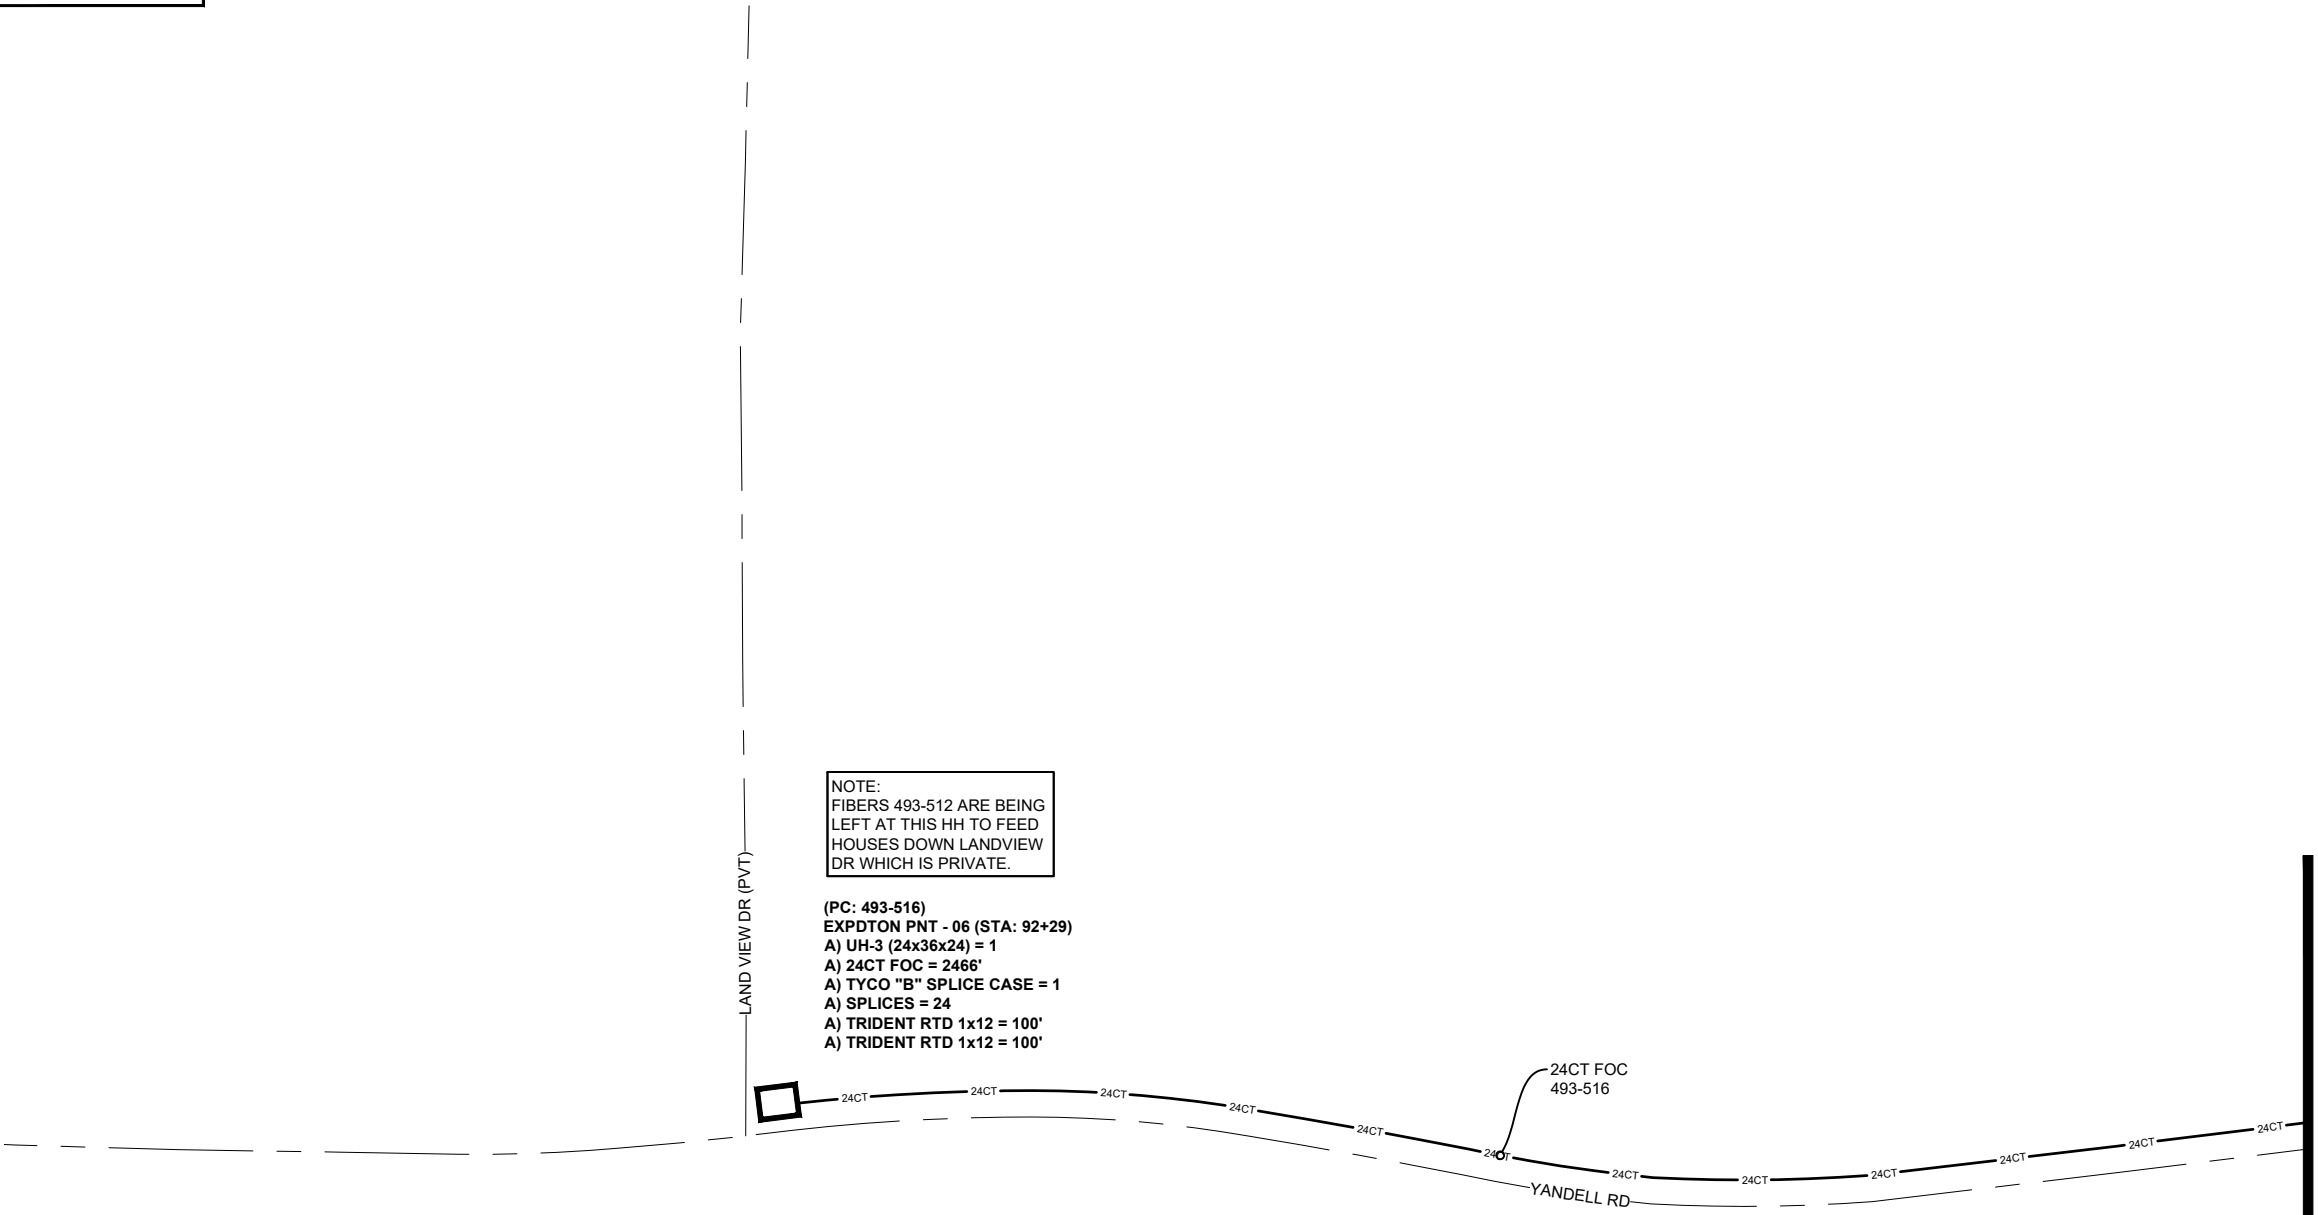 NOTE:
FIBERS 493-512 ARE BEING
LEFT AT THIS HH TO FEED
HOUSES DOWN LANDVIEW
DR WHICH IS PRIVATE.
LAND VIEW DR (PVT)
(PC: 493-516)
EXPDTON PNT - 06 (STA: 92+29)
A) UH-3 (24x36x24) = 1
A) 24CT FOC = 2466'
A) TYCO "B" SPLICE CASE = 1
A) SPLICES = 24
A) TRIDENT RTD 1x12 = 100'
A) TRIDENT RTD 1x12 = 100'
24CT FOC
493-516
24CT
24CT
24CT
24CT
24CT
24CT
24CT
24CT
24CT
24CT
24CT
24CT
YANDELL RD